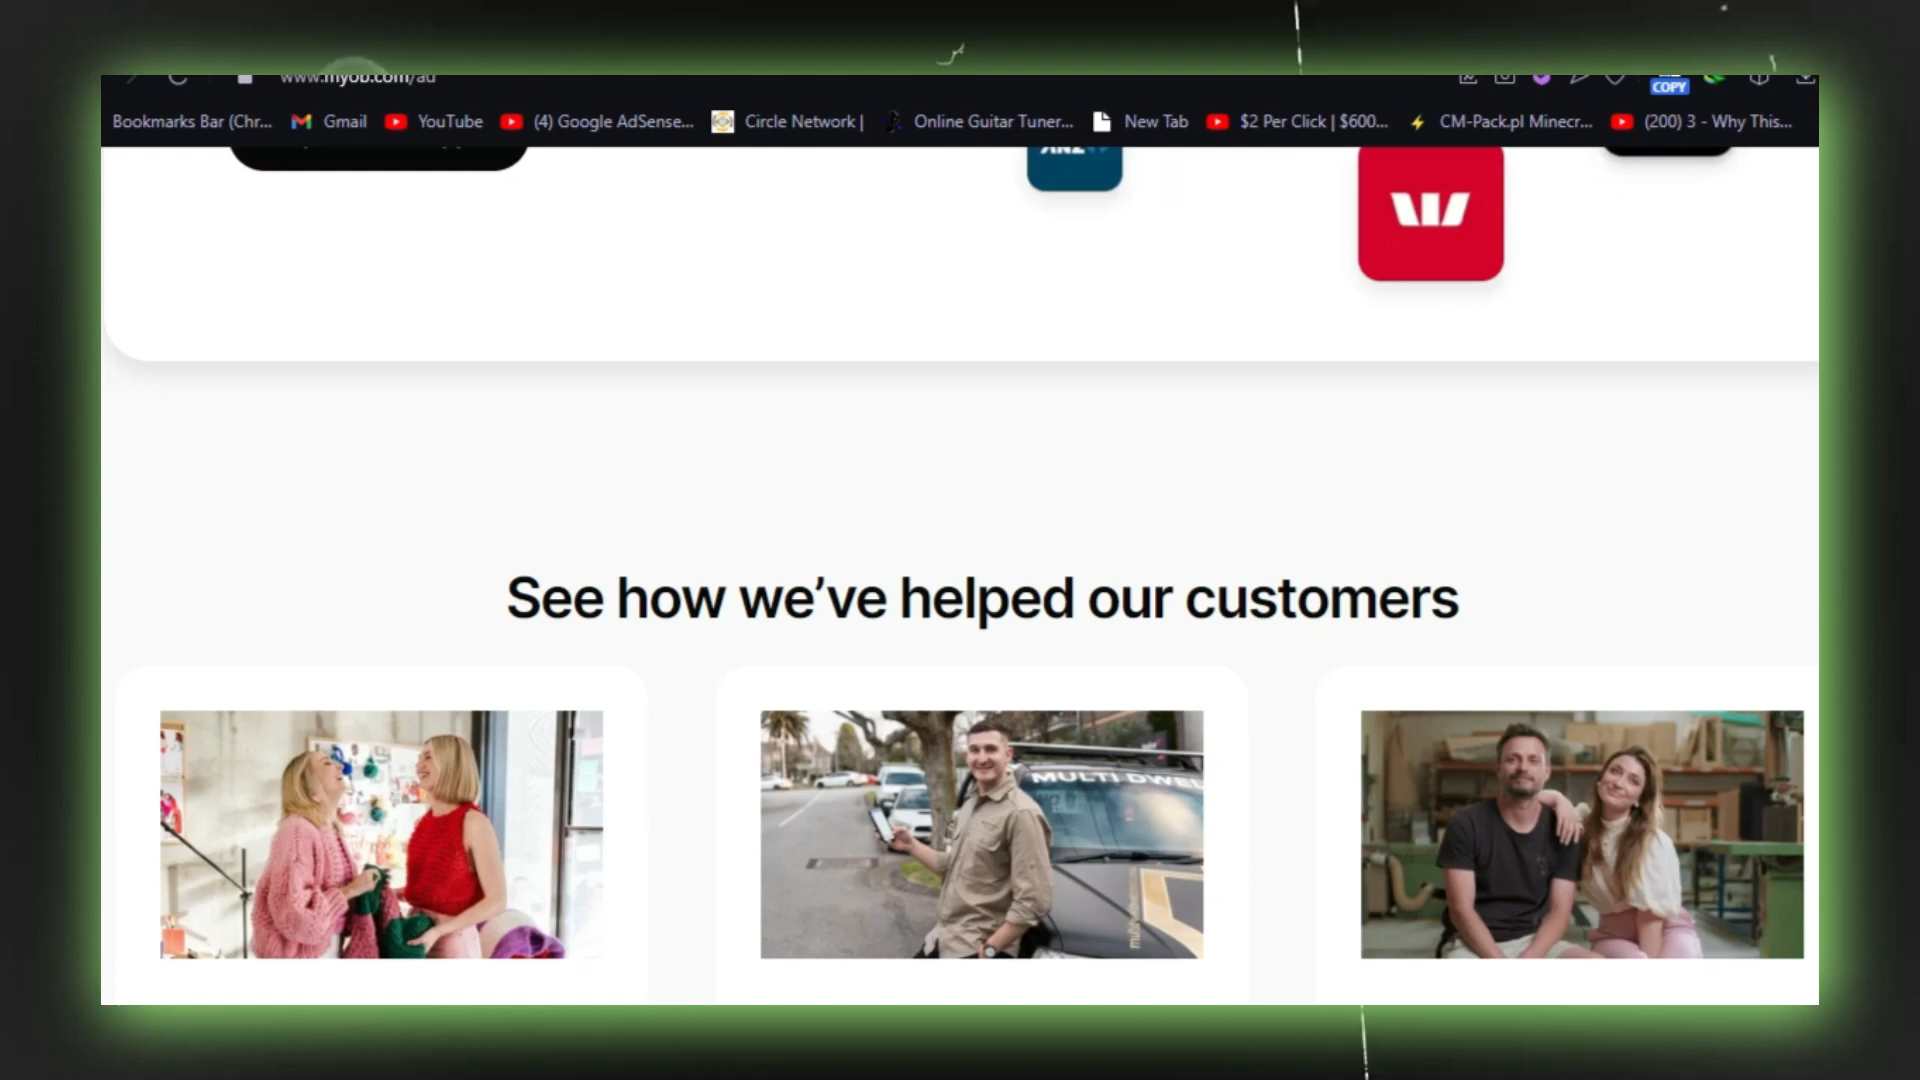 www.myob.com/au
COPY
Bookmarks Bar (Chr... Gmail YouTube (4) Google AdSense... Circle Network | Online Guitar Tuner... New Tab $2 Per Click | $600... CM-Pack.pl Minecr... (200) 3 - Why This...
ANZ
See how we’ve helped our customers
MULTI DWEL